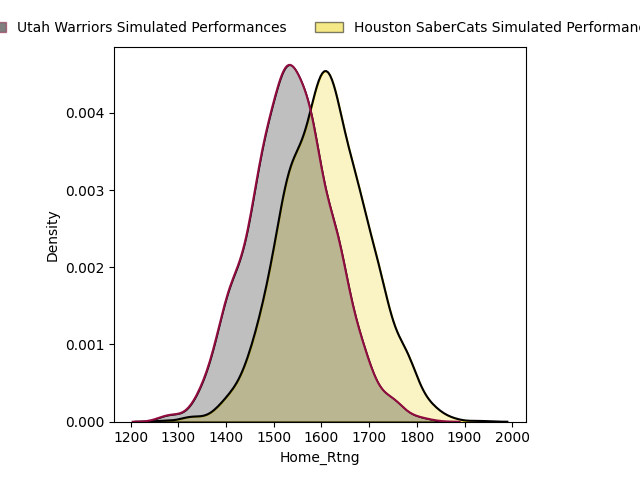 Utah Warriors Simulated Performances
Houston SaberCats Simulated
0.004
0.003
0.002
0.001
0.000
Density
1200 1300 1400 1500 1600 1700 1800 1900 2000
Home_Rtng